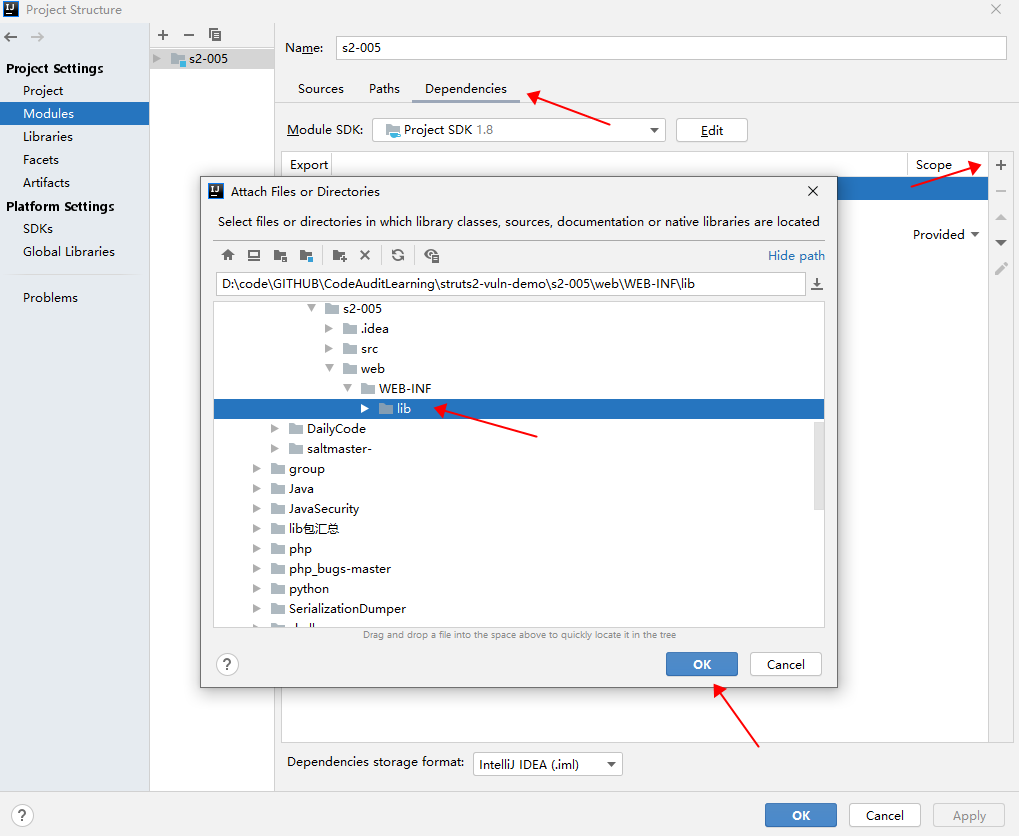 Project Structure
Project Settings
Project
Modules
Libraries
Facets
Artifacts
Platform Settings
SDKs
Global Libraries
Problems
s2-005
Name: s2-005
Sources Paths Dependencies
Module SDK: Project SDK 1.8 Edit
Export Scope
Provided
Attach Files or Directories
Select files or directories in which library classes, sources, documentation or native libraries are located
Hide path
D:\code\GITHUB\CodeAuditLearning\struts2-vuln-demo\s2-005\web\WEB-INF\lib
s2-005
.idea
src
web
WEB-INF
lib
DailyCode
saltmaster-
group
Java
JavaSecurity
lib包汇总
php
php_bugs-master
python
SerializationDumper
Drag and drop a file into the space above to quickly locate it in the tree
? OK Cancel
Dependencies storage format: IntelliJ IDEA (.iml)
? OK Cancel Apply